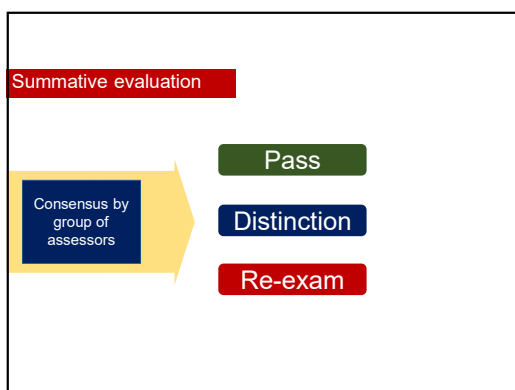 Summative evaluation
Pass
Consensus by
group of
assessors
Distinction
Re-exam